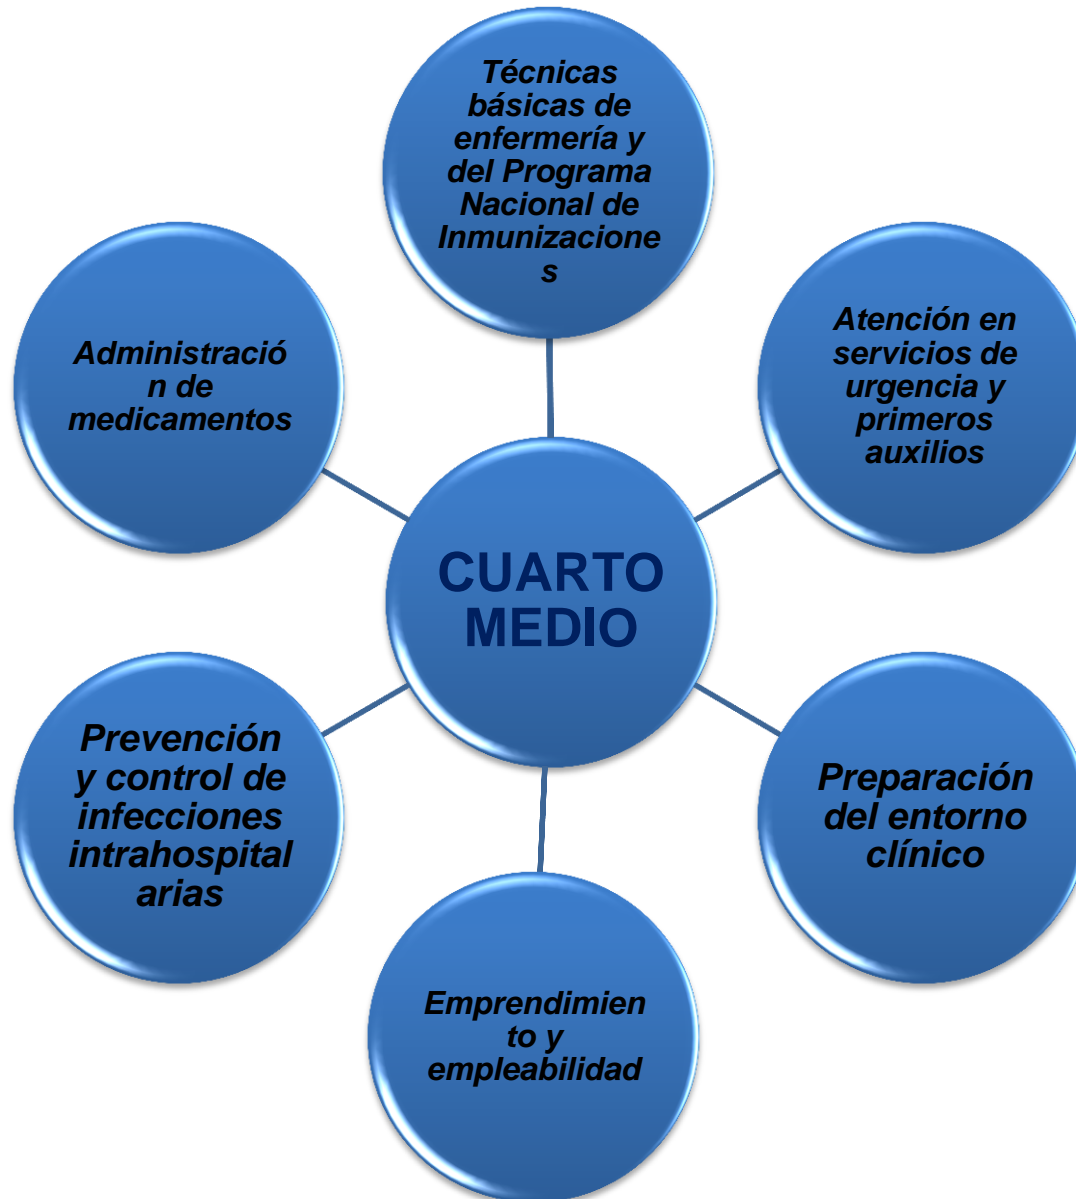 Técnicas
básicas de
enfermería y
del Programa
Nacional de
Inmunizacione
s
Atención en
servicios de
urgencia y
primeros
auxilios
Preparación
del entorno
clínico
Emprendimien
to y
empleabilidad
Prevención
y control de
infecciones
intrahospital
arias
Administració
n de
medicamentos
CUARTO
MEDIO